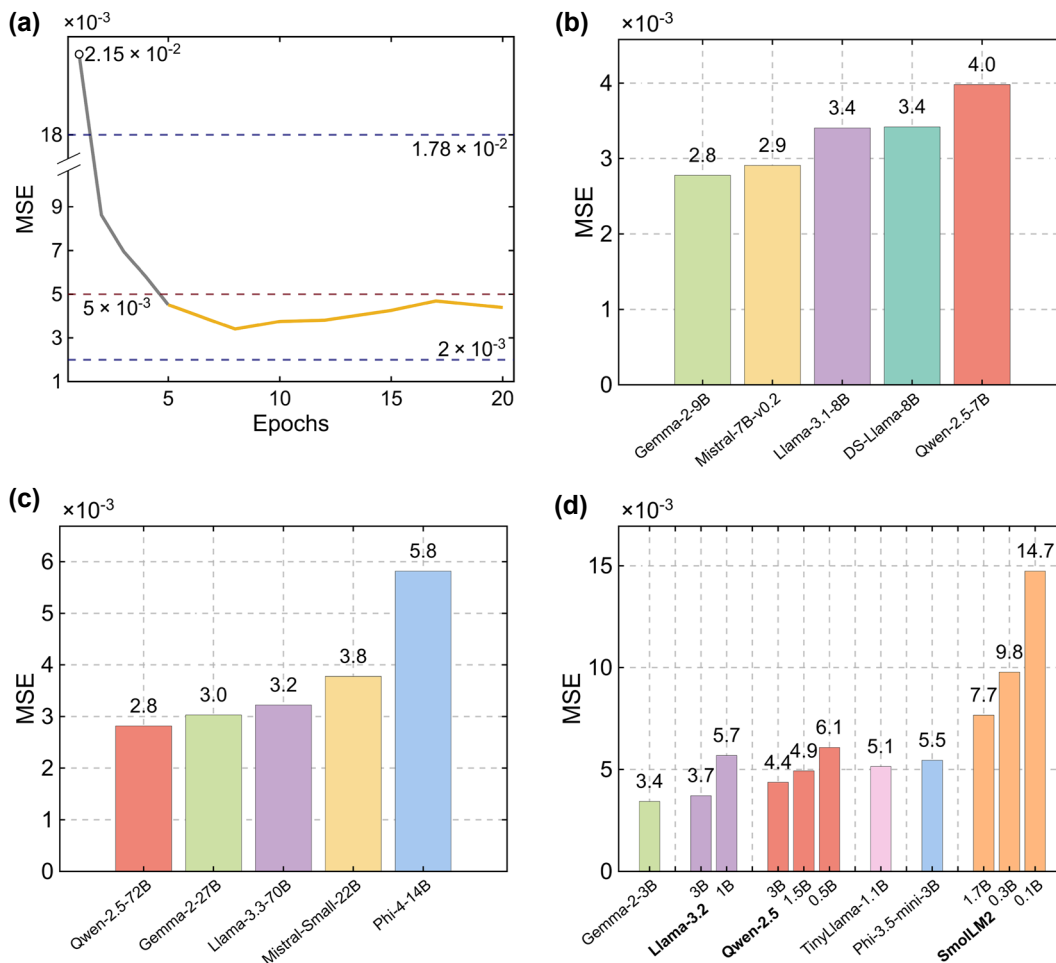 (a)
×10⁻³
2.15 × 10⁻²
18
1.78 × 10⁻²
9
7
5
5 × 10⁻³
3
2 × 10⁻³
1
MSE
5 10 15 20
Epochs
(b)
×10⁻³
4
3
2
1
0
MSE
2.8 2.9 3.4 3.4 4.0
Gemma-2-9B
Mistral-7B-v0.2
Llama-3.1-8B
DS-Llama-8B
Qwen-2.5-7B
(c)
×10⁻³
6
5
4
3
2
1
0
MSE
2.8 3.0 3.2 3.8 5.8
Qwen-2.5-72B
Gemma-2-27B
Llama-3.3-70B
Mistral-Small-22B
Phi-4-14B
(d)
×10⁻³
15
10
5
0
MSE
3.4 3.7 5.7 4.4 4.9 6.1 5.1 5.5 7.7 9.8 14.7
Gemma-2-3B
3B 1B
Llama-3.2
3B 1.5B 0.5B
Qwen-2.5
TinyLlama-1.1B
Phi-3.5-mini-3B
1.7B 0.3B 0.1B
SmolLM2